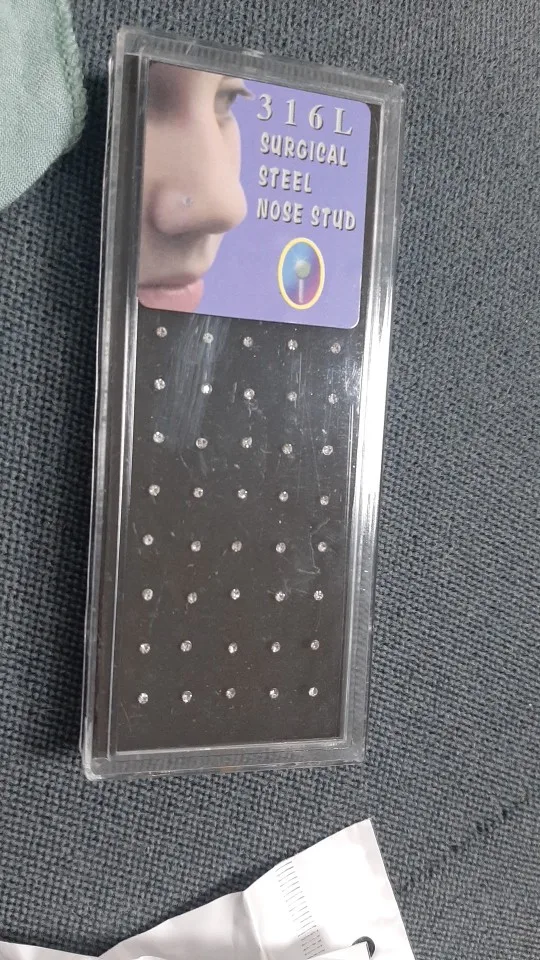 316L
SURGICAL
STEEL
NOSE STUD